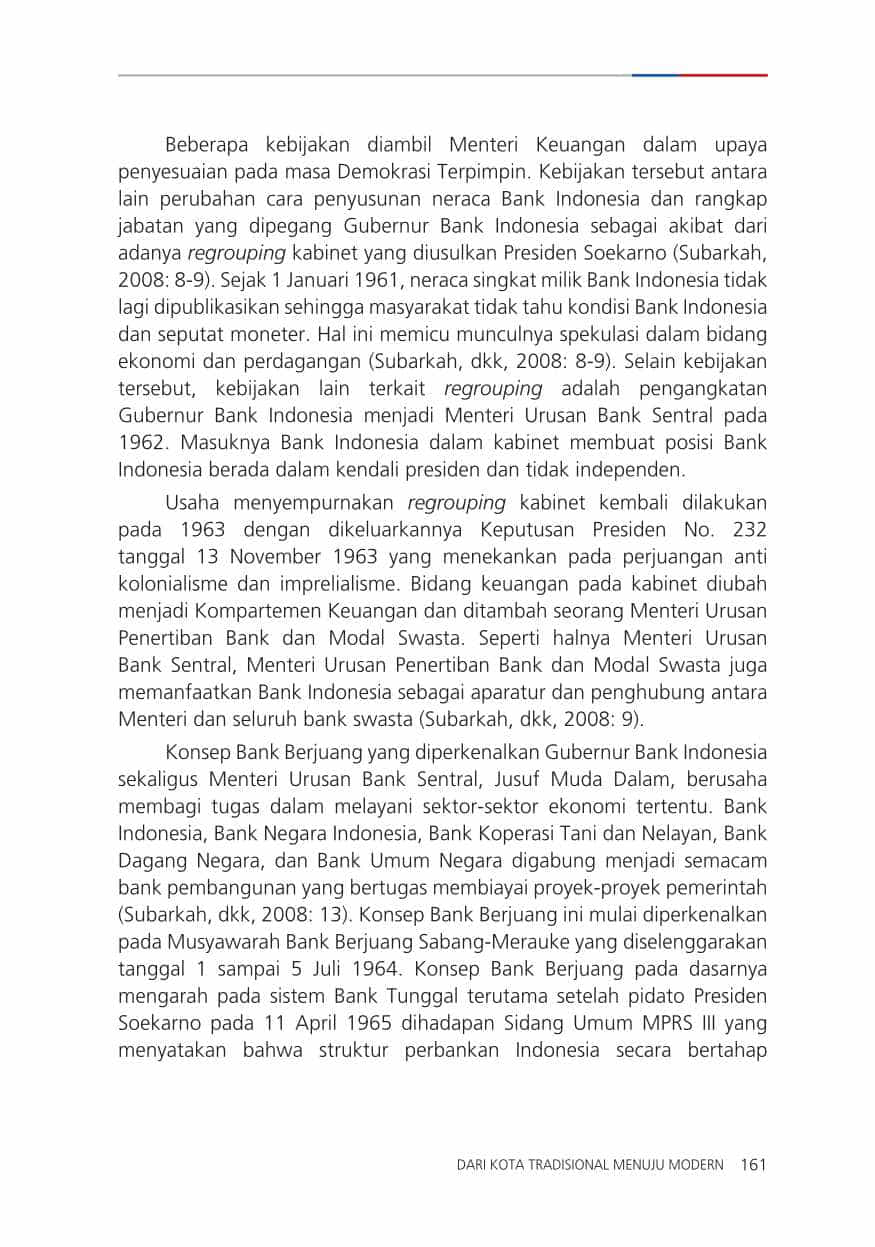 Beberapa kebijakan diambil Menteri Keuangan dalam upaya
penyesuaian pada masa Demokrasi Terpimpin. Kebijakan tersebut antara
lain perubahan cara penyusunan neraca Bank Indonesia dan rangkap
jabatan yang dipegang Gubernur Bank Indonesia sebagai akibat dari
adanya regrouping kabinet yang diusulkan Presiden Soekarno (Subarkah,
2008: 8-9). Sejak 1 Januari 1961, neraca singkat milik Bank Indonesia tidak
lagi dipublikasikan sehingga masyarakat tidak tahu kondisi Bank Indonesia
dan seputat moneter. Hal ini memicu munculnya spekulasi dalam bidang
ekonomi dan perdagangan (Subarkah, dkk, 2008: 8-9). Selain kebijakan
tersebut, kebijakan lain terkait regrouping adalah pengangkatan
Gubernur Bank Indonesia menjadi Menteri Urusan Bank Sentral pada
1962. Masuknya Bank Indonesia dalam kabinet membuat posisi Bank
Indonesia berada dalam kendali presiden dan tidak independen.
Usaha menyempurnakan regrouping kabinet kembali dilakukan
pada 1963 dengan dikeluarkannya Keputusan Presiden No. 232
tanggal 13 November 1963 yang menekankan pada perjuangan anti
kolonialisme dan imprelialisme. Bidang keuangan pada kabinet diubah
menjadi Kompartemen Keuangan dan ditambah seorang Menteri Urusan
Penertiban Bank dan Modal Swasta. Seperti halnya Menteri Urusan
Bank Sentral, Menteri Urusan Penertiban Bank dan Modal Swasta juga
memanfaatkan Bank Indonesia sebagai aparatur dan penghubung antara
Menteri dan seluruh bank swasta (Subarkah, dkk, 2008: 9).
Konsep Bank Berjuang yang diperkenalkan Gubernur Bank Indonesia
sekaligus Menteri Urusan Bank Sentral, Jusuf Muda Dalam, berusaha
membagi tugas dalam melayani sektor-sektor ekonomi tertentu. Bank
Indonesia, Bank Negara Indonesia, Bank Koperasi Tani dan Nelayan, Bank
Dagang Negara, dan Bank Umum Negara digabung menjadi semacam
bank pembangunan yang bertugas membiayai proyek-proyek pemerintah
(Subarkah, dkk, 2008: 13). Konsep Bank Berjuang ini mulai diperkenalkan
pada Musyawarah Bank Berjuang Sabang-Merauke yang diselenggarakan
tanggal 1 sampai 5 Juli 1964. Konsep Bank Berjuang pada dasarnya
mengarah pada sistem Bank Tunggal terutama setelah pidato Presiden
Soekarno pada 11 April 1965 dihadapan Sidang Umum MPRS III yang
menyatakan bahwa struktur perbankan Indonesia secara bertahap
DARI KOTA TRADISIONAL MENUJU MODERN 161